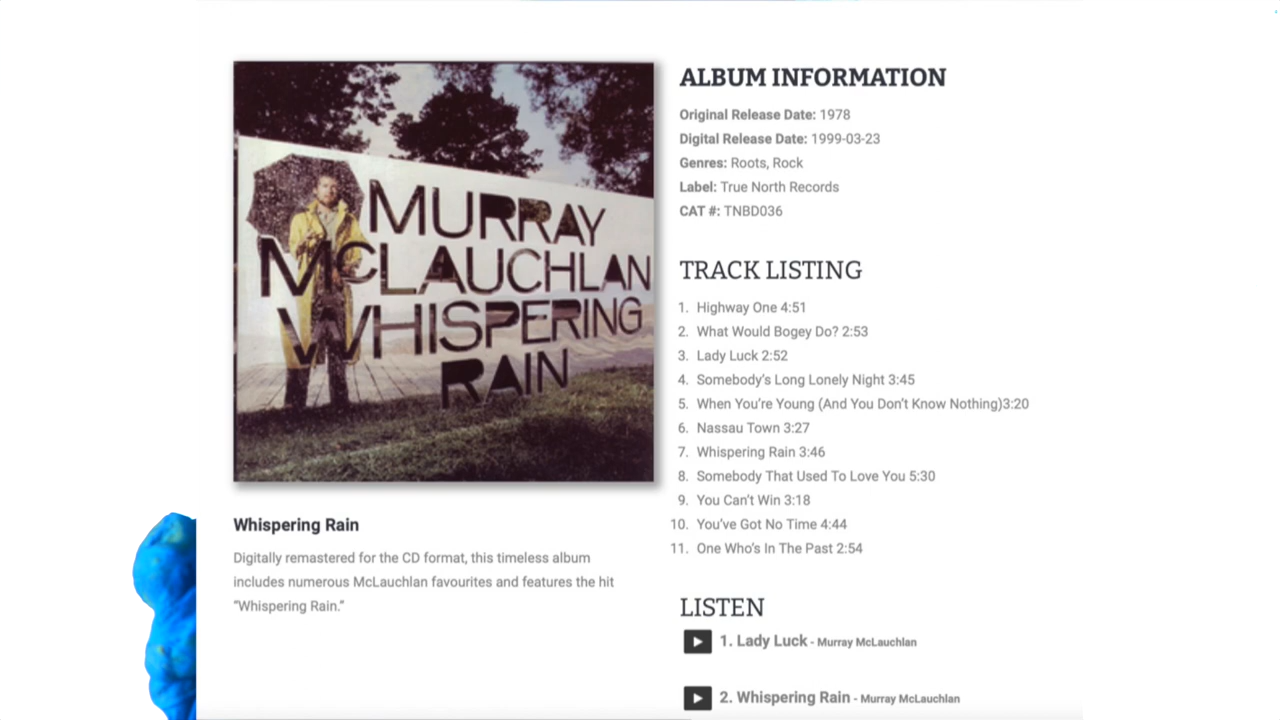 MURRAY
MCLAUCHLAN
WHISPERING
RAIN
Whispering Rain
Digitally remastered for the CD format, this timeless album
includes numerous McLauchlan favourites and features the hit
“Whispering Rain.”
ALBUM INFORMATION
Original Release Date: 1978
Digital Release Date: 1999-03-23
Genres: Roots, Rock
Label: True North Records
CAT #: TNBD036
TRACK LISTING
1. Highway One 4:51
2. What Would Bogey Do? 2:53
3. Lady Luck 2:52
4. Somebody’s Long Lonely Night 3:45
5. When You’re Young (And You Don’t Know Nothing)3:20
6. Nassau Town 3:27
7. Whispering Rain 3:46
8. Somebody That Used To Love You 5:30
9. You Can’t Win 3:18
10. You’ve Got No Time 4:44
11. One Who’s In The Past 2:54
LISTEN
1. Lady Luck - Murray McLauchlan
2. Whispering Rain - Murray McLauchlan